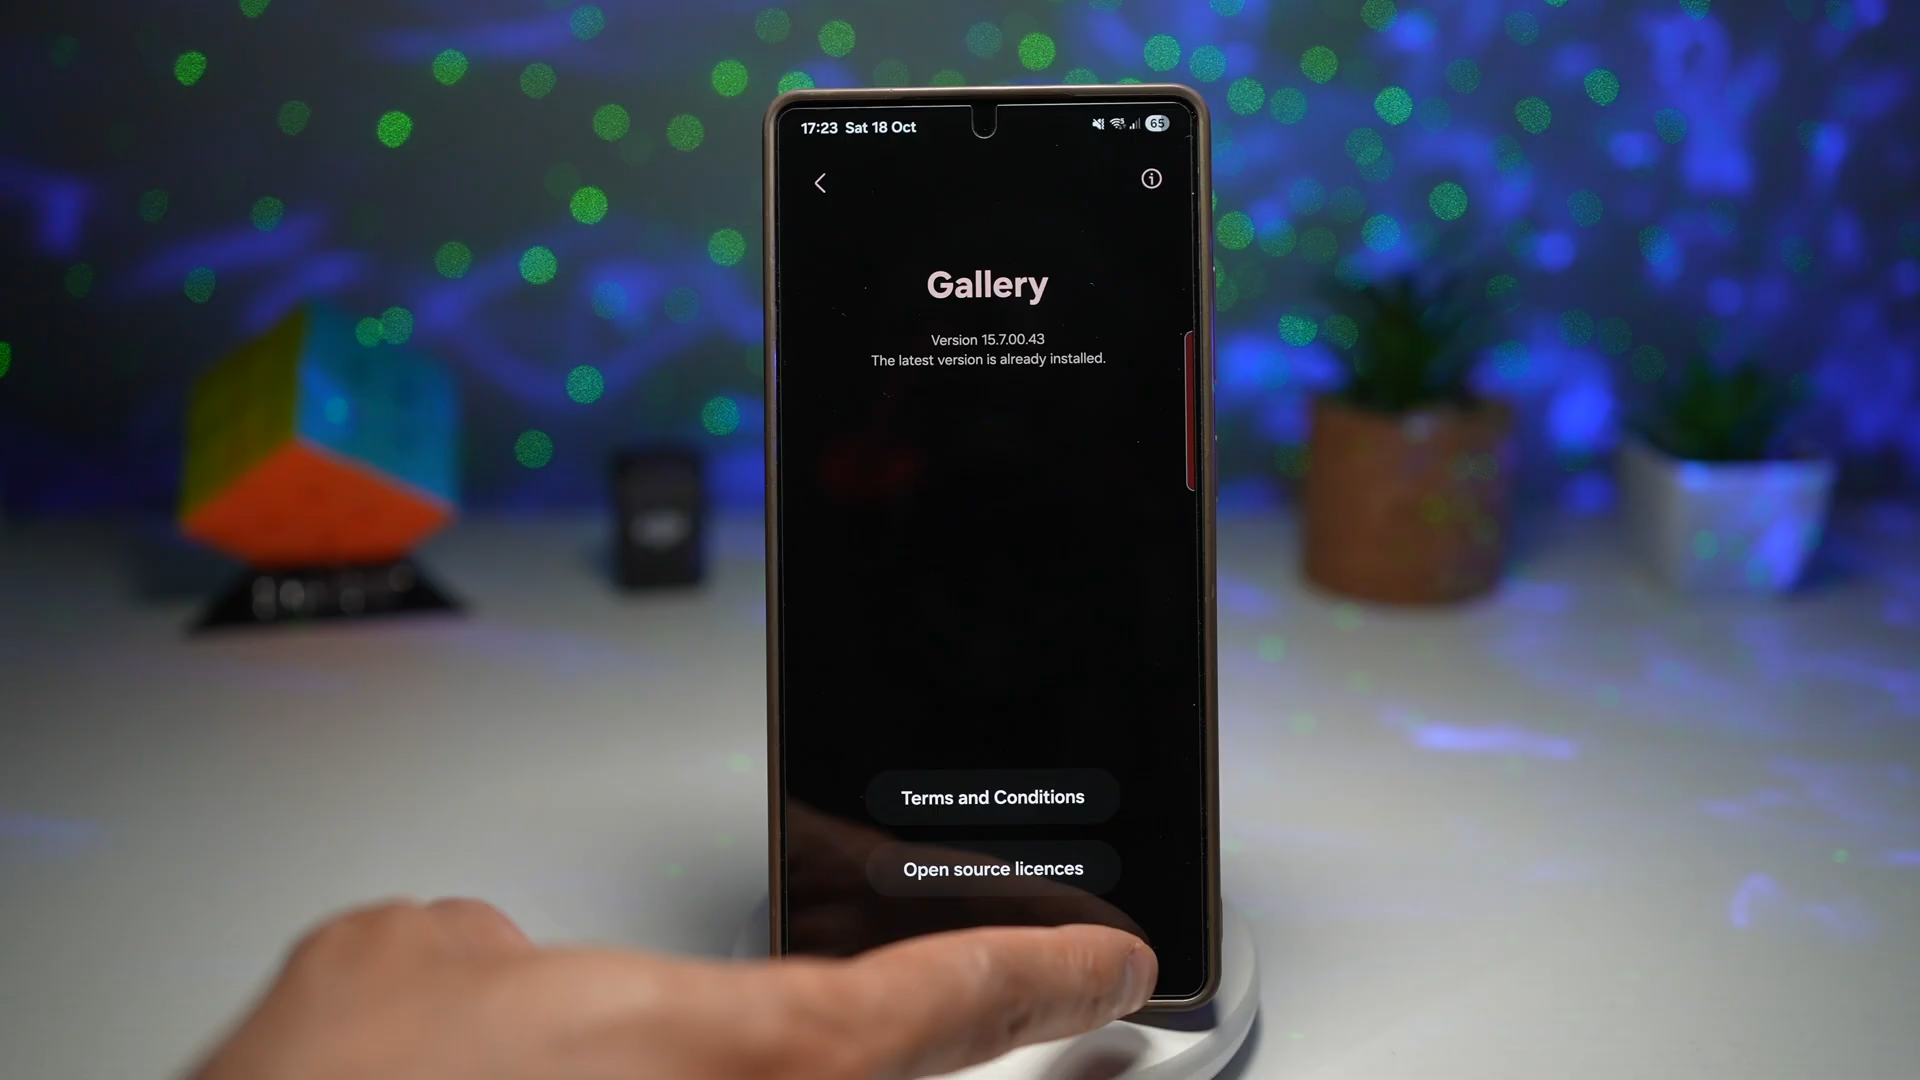 17:23 Sat 18 Oct
65
Gallery
Version 15.7.00.43
The latest version is already installed.
Terms and Conditions
Open source licences